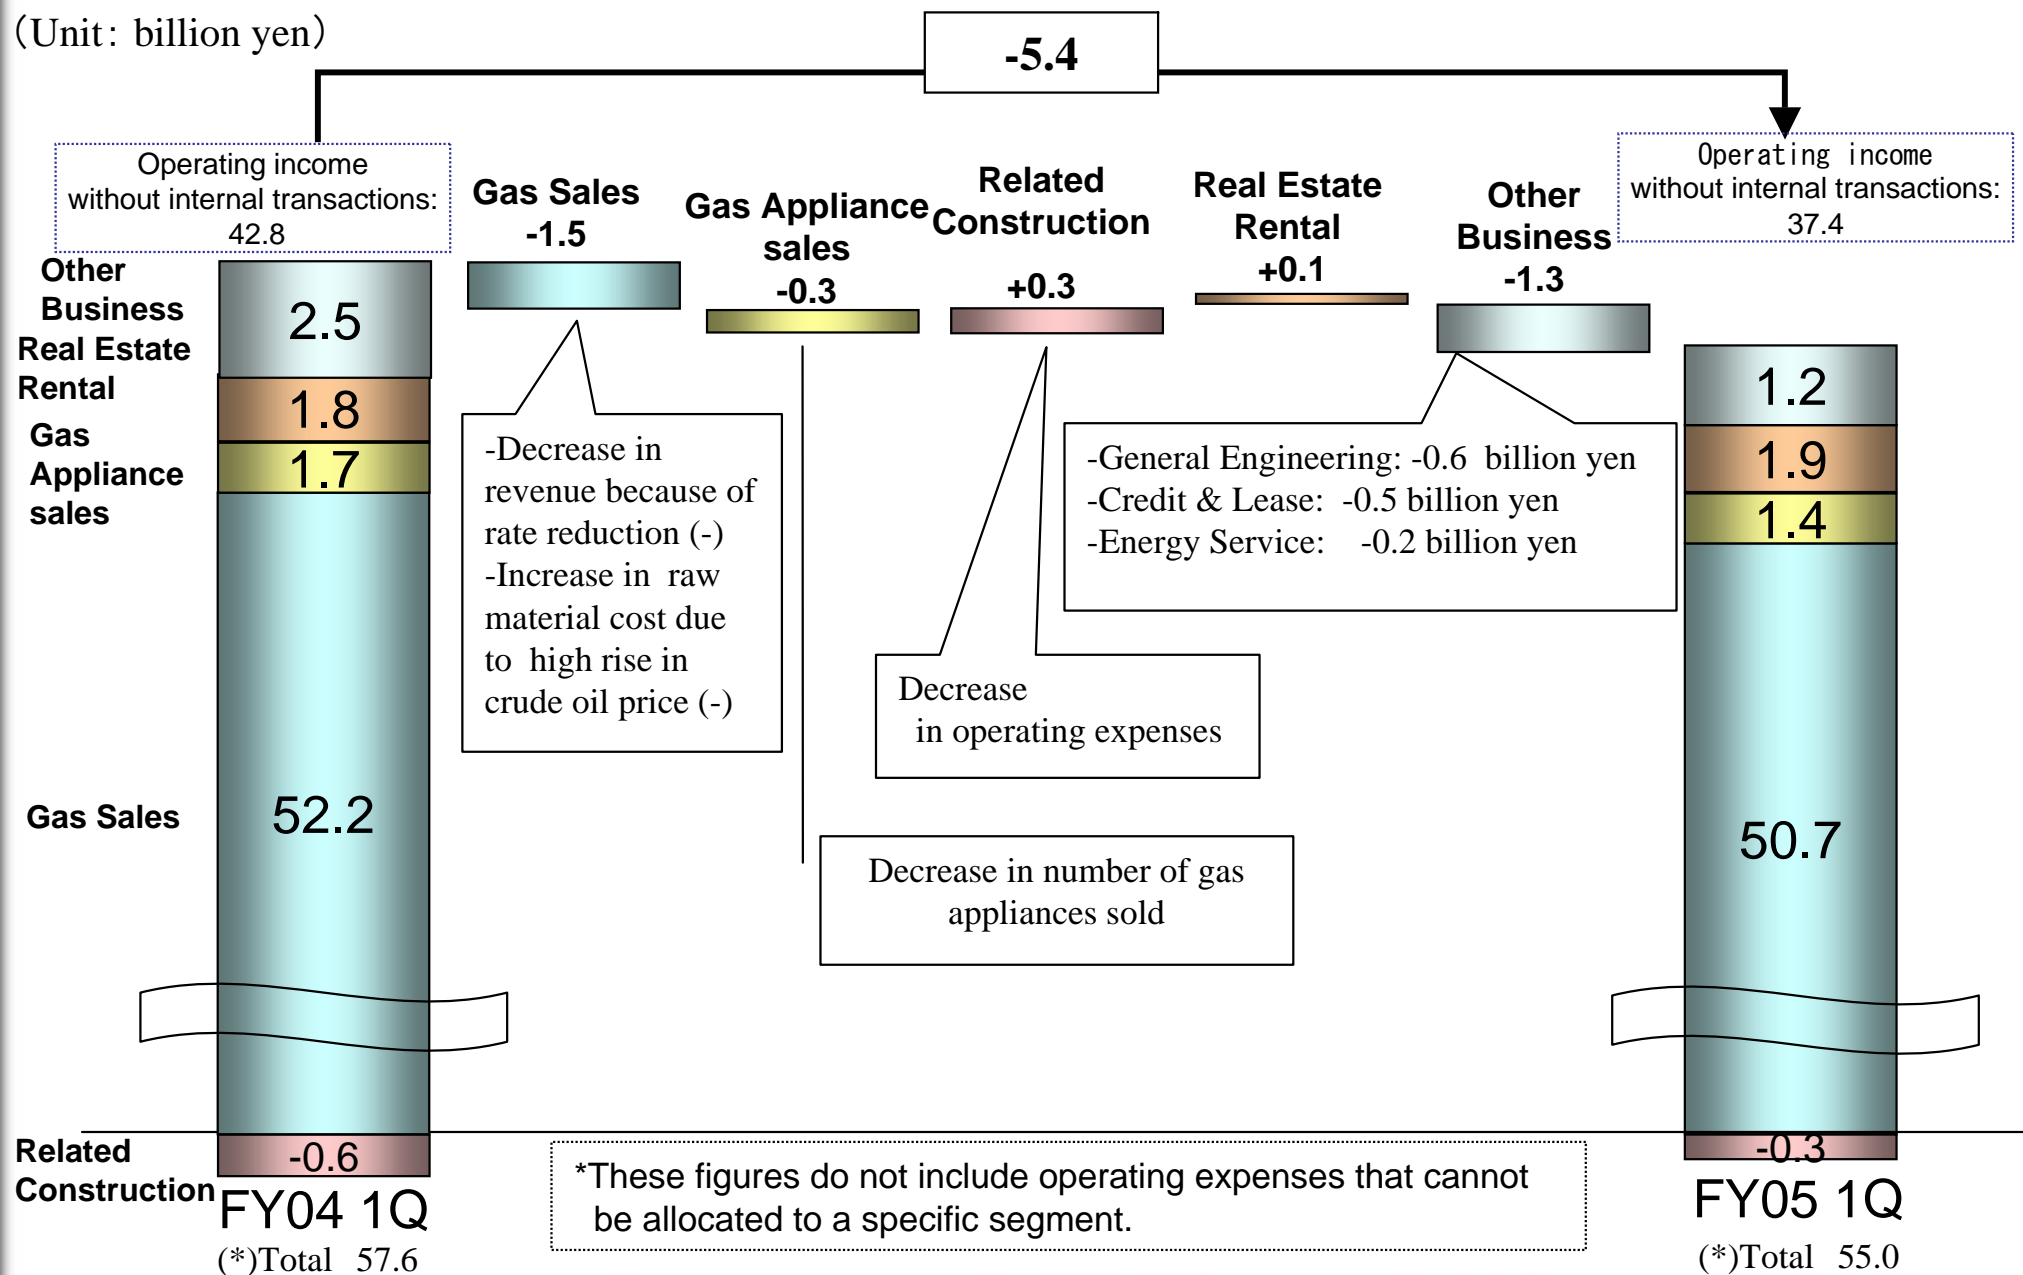 （Unit： billion yen）
-5.4
Operating income
without internal transactions:
42.8
Gas Sales
-1.5
Gas Appliance
sales
-0.3
Related
Construction
+0.3
Real Estate
Rental
+0.1
Other
Business
-1.3
Operating income
without internal transactions:
37.4
Other
Business
Real Estate
Rental
Gas
Appliance
sales
Gas Sales
Related
Construction
2.5
1.8
1.7
52.2
-0.6
FY04 1Q
(*)Total 57.6
-Decrease in
revenue because of
rate reduction (-)
-Increase in raw
material cost due
to high rise in
crude oil price (-)
Decrease in number of gas
appliances sold
Decrease
in operating expenses
-General Engineering: -0.6 billion yen
-Credit & Lease: -0.5 billion yen
-Energy Service: -0.2 billion yen
1.2
1.9
1.4
50.7
-0.3
FY05 1Q
(*)Total 55.0
*These figures do not include operating expenses that cannot
be allocated to a specific segment.